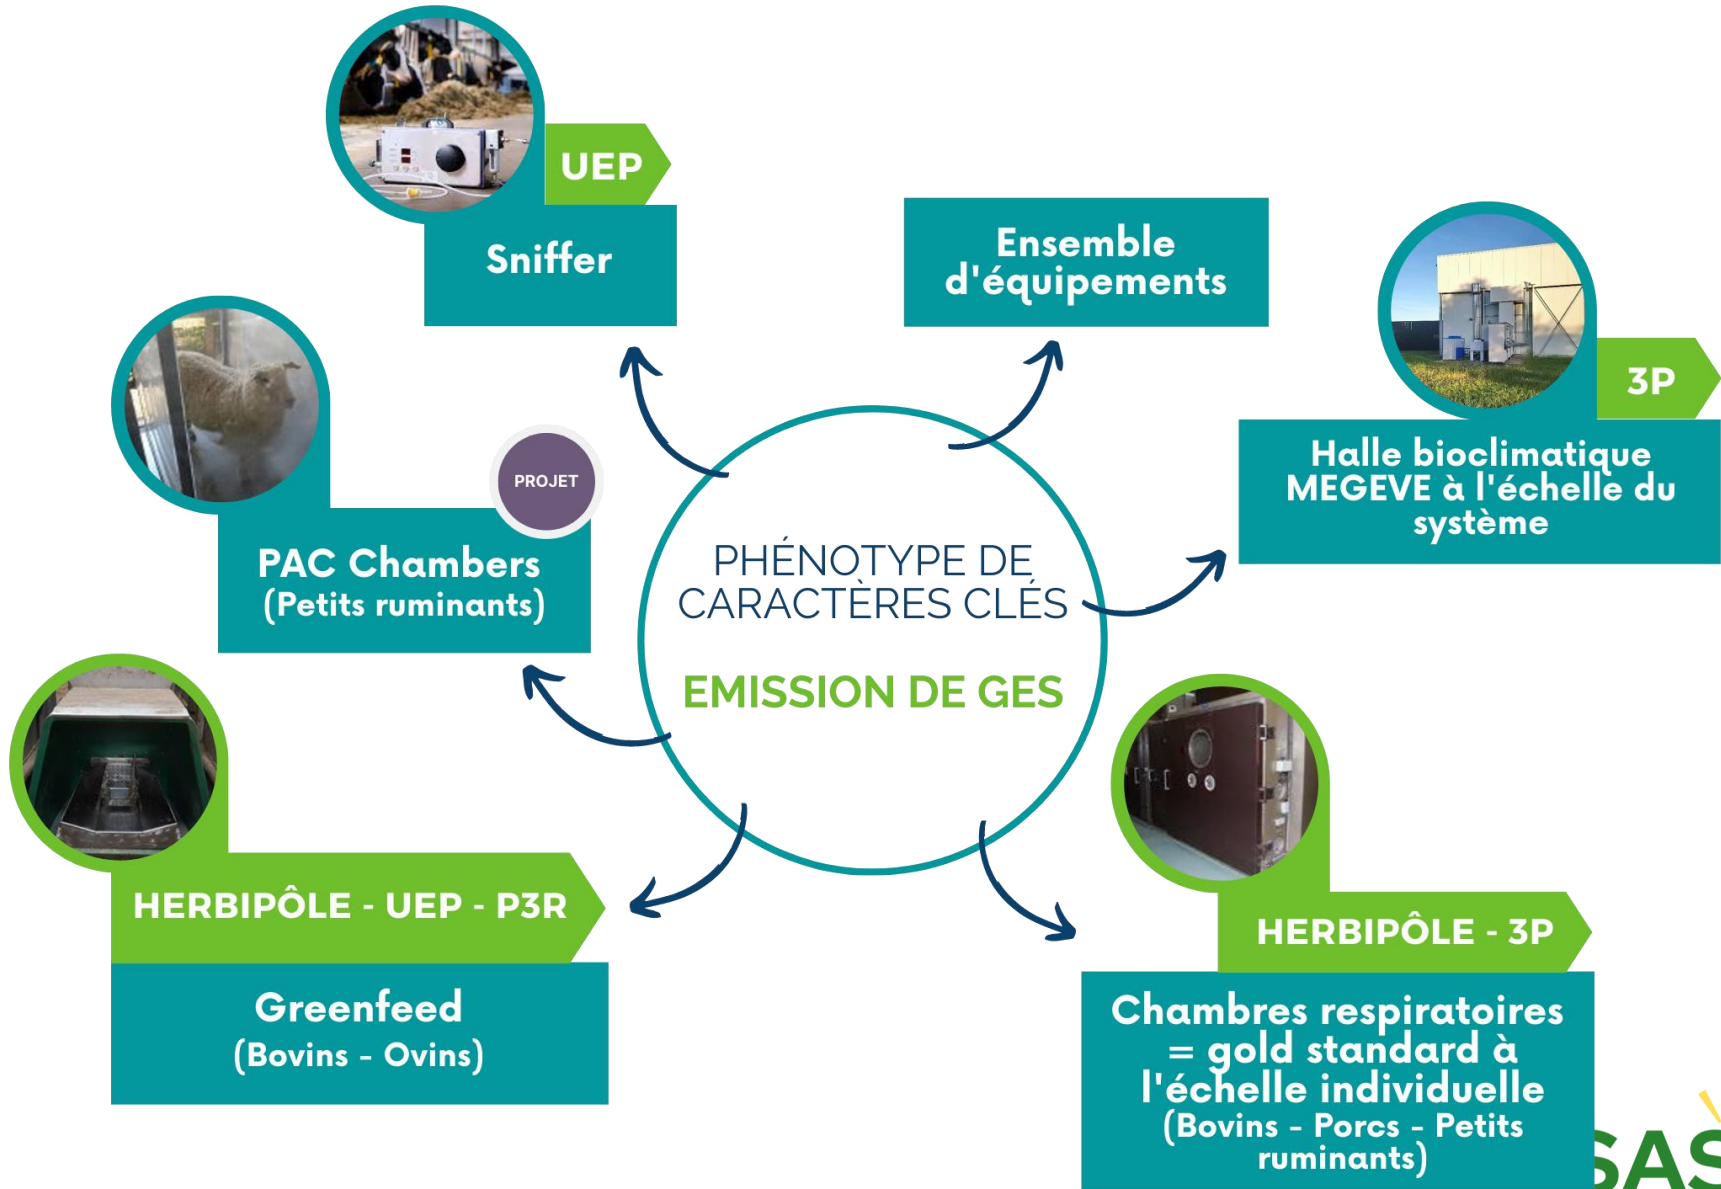 UEP
Sniffer
Ensemble
d'équipements
3P
Halle bioclimatique
MEGEVE à l'échelle du
système
PROJET
PAC Chambers
(Petits ruminants)
PHÉNOTYPE DE
CARACTÈRES CLÉS
EMISSION DE GES
HERBIPÔLE - UEP - P3R
Greenfeed
(Bovins - Ovins)
HERBIPÔLE - 3P
Chambres respiratoires
= gold standard à
l'échelle individuelle
(Bovins - Porcs - Petits
ruminants)